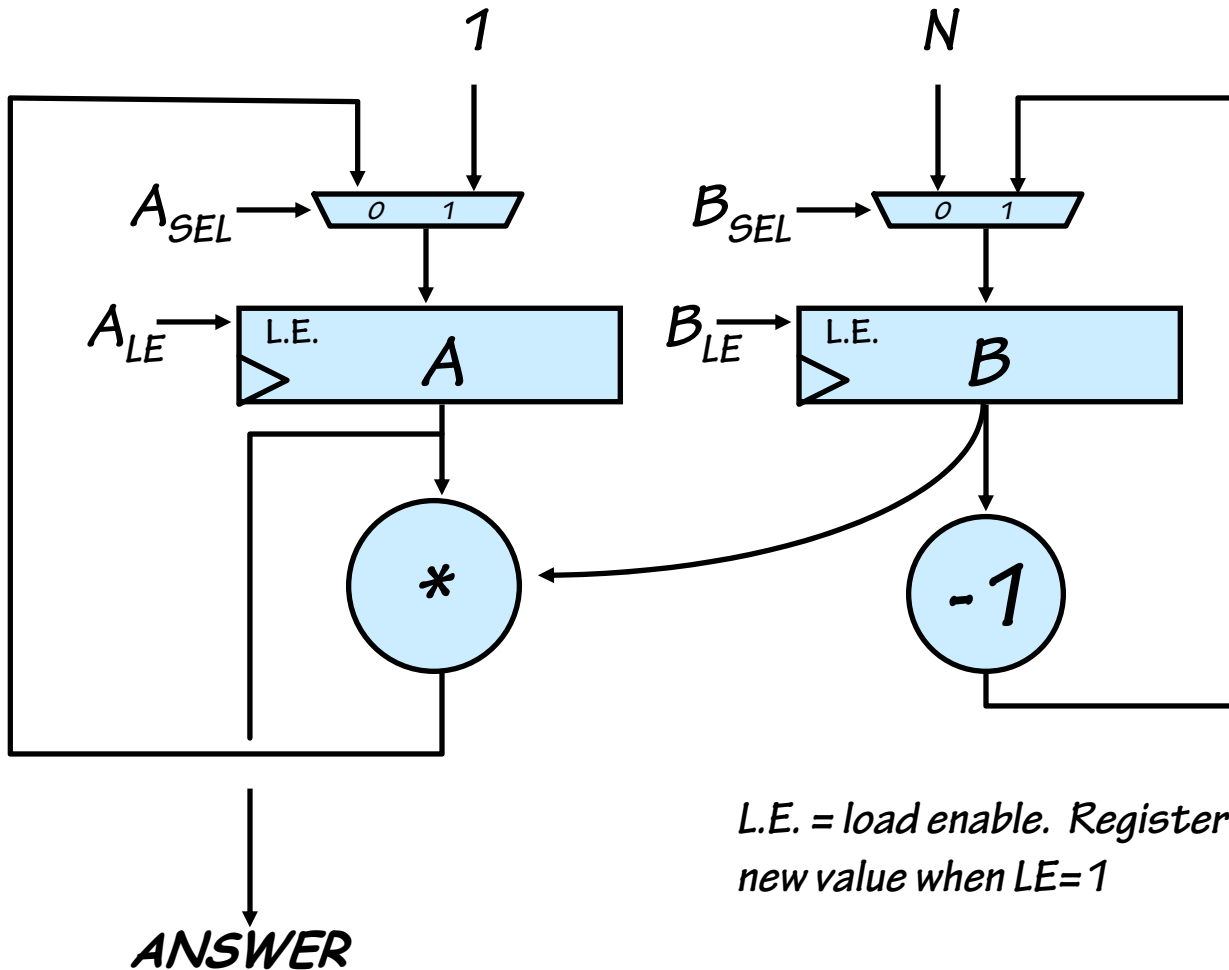 1 N
A_SEL 0 1 B_SEL 0 1
A_LE L.E. B_LE L.E.
A B
* -1
L.E. = load enable. Register
new value when LE=1
ANSWER